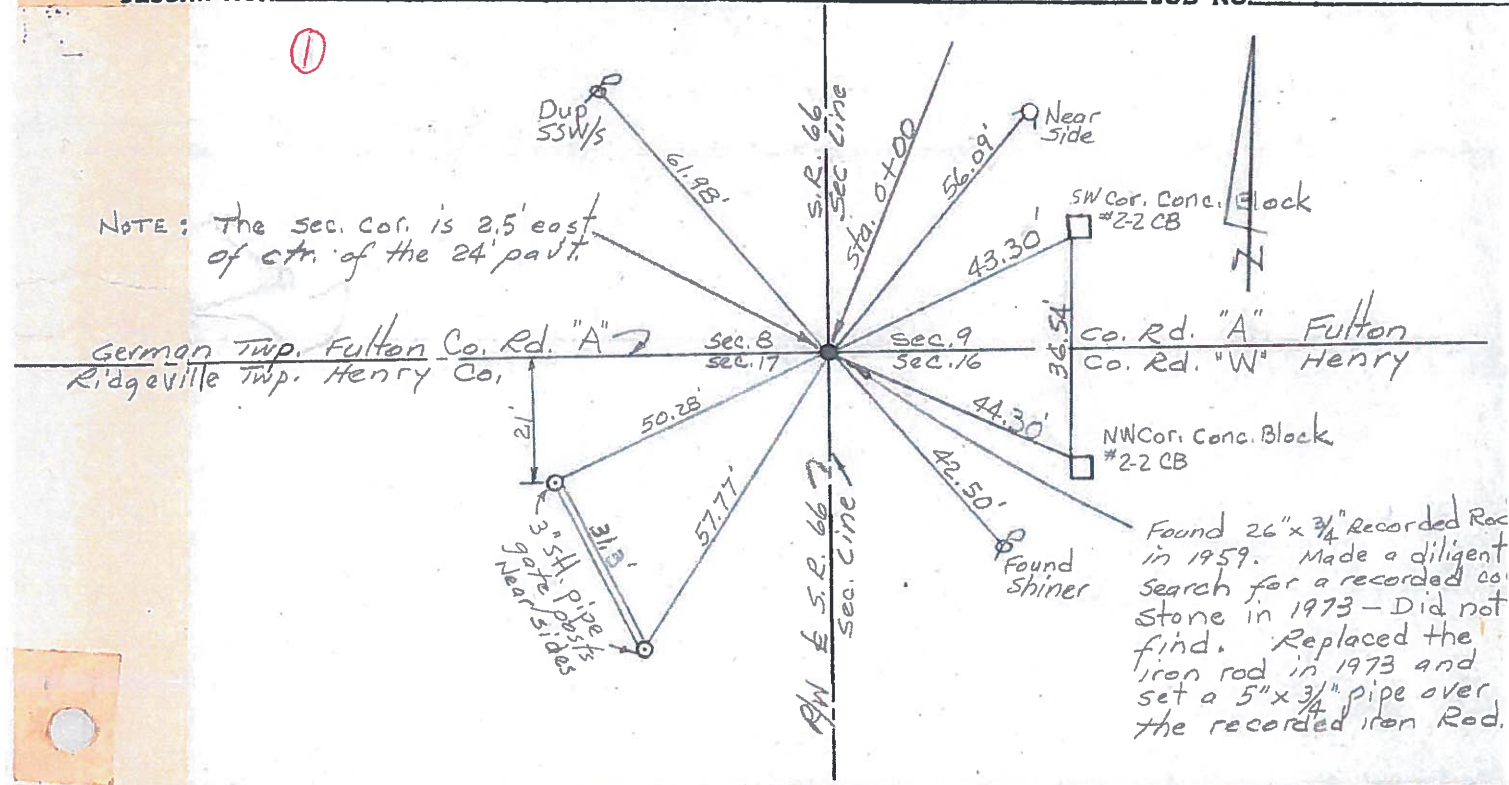 JOB NO.
1
Dup
SSW/s
61.98'
S.R. 66
Sec. Line
Sta. 0+00
56.09'
Near
Side
SW Cor. Conc. Block
#2-2 CB
43.30'
NOTE: The sec. cor. is 2.5' east
of ctr. of the 24' pav't.
N
36.54'
German Twp. Fulton Co. Rd. "A"
Ridgeville Twp. Henry Co.
sec. 8
sec. 17
sec. 9
sec. 16
Co. Rd. "A" Fulton
Co. Rd. "W" Henry
21'
50.28'
57.77'
31.3'
3" stl. pipe
gate posts
Near sides
44.30'
42.50'
NW Cor. Conc. Block
#2-2 CB
Found
Shiner
R/W ⅊ S.R. 66
Sec. Line
Found 26" x 3/4" Recorded Rod
in 1959. Made a diligent
search for a recorded co.
stone in 1973 - Did not
find. Replaced the
iron rod in 1973 and
set a 5" x 3/4" pipe over
the recorded iron Rod.